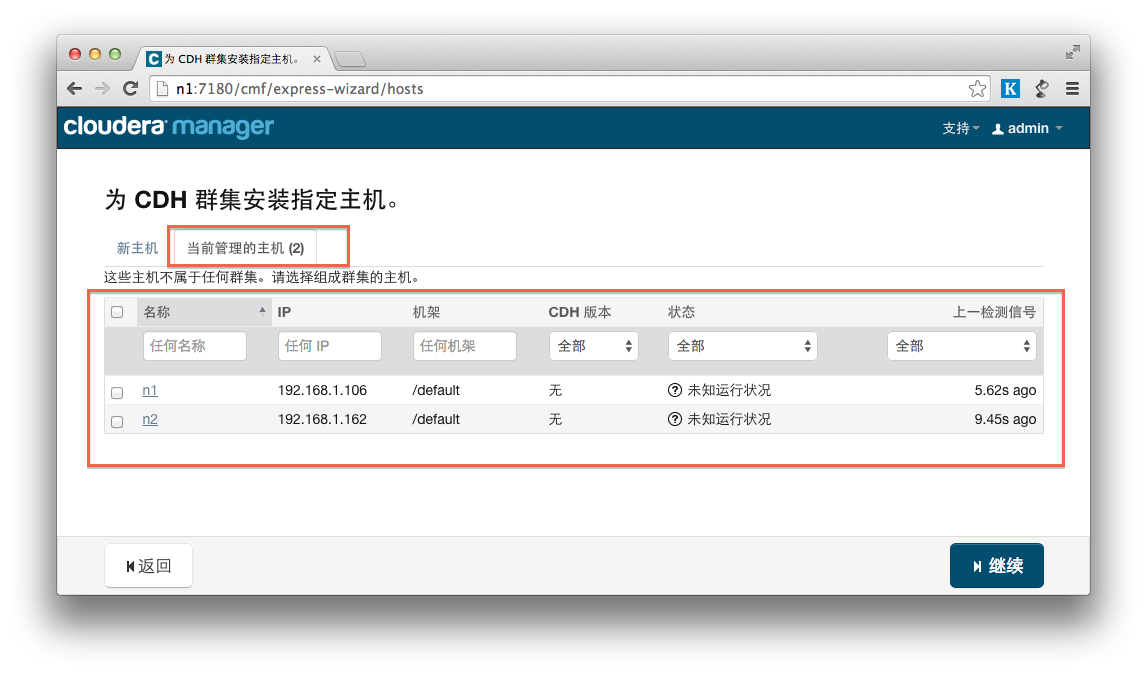 为 CDH 群集安装指定主机。
n1:7180/cmf/express-wizard/hosts
K
cloudera manager
支持 admin
为 CDH 群集安装指定主机。
新主机 当前管理的主机 (2)
这些主机不属于任何群集。请选择组成群集的主机。
名称 IP 机架 CDH 版本 状态 上一检测信号
任何名称 任何 IP 任何机架 全部 全部 全部
n1 192.168.1.106 /default 无 未知运行状况 5.62s ago
n2 192.168.1.162 /default 无 未知运行状况 9.45s ago
返回 继续